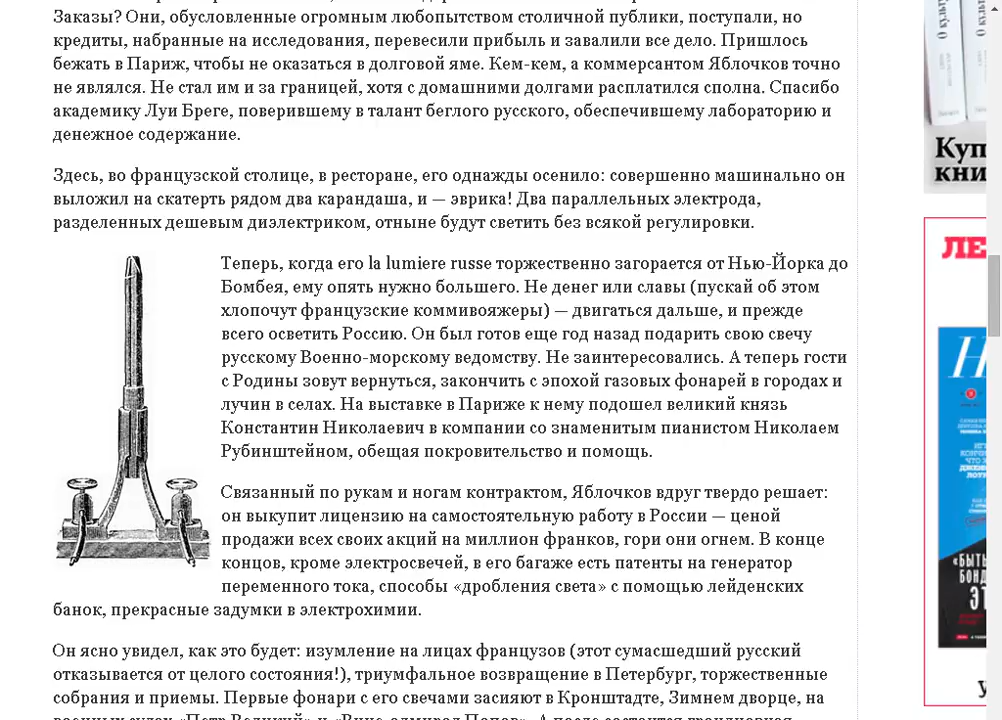 Заказы? Они, обусловленные огромным любопытством столичной публики, поступали, но
кредиты, набранные на исследования, перевесили прибыль и завалили все дело. Пришлось
бежать в Париж, чтобы не оказаться в долговой яме. Кем-кем, а коммерсантом Яблочков точно
не являлся. Не стал им и за границей, хотя с домашними долгами расплатился сполна. Спасибо
академику Луи Бреге, поверившему в талант беглого русского, обеспечившему лабораторию и
денежное содержание.
Здесь, во французской столице, в ресторане, его однажды осенило: совершенно машинально он
выложил на скатерть рядом два карандаша, и — эврика! Два параллельных электрода,
разделенных дешевым диэлектриком, отныне будут светить без всякой регулировки.
Теперь, когда его la lumiere russe торжественно загорается от Нью-Йорка до
Бомбея, ему опять нужно большего. Не денег или славы (пускай об этом
хлопочут французские коммивояжеры) — двигаться дальше, и прежде
всего осветить Россию. Он был готов еще год назад подарить свою свечу
русскому Военно-морскому ведомству. Не заинтересовались. А теперь гости
с Родины зовут вернуться, закончить с эпохой газовых фонарей в городах и
лучин в селах. На выставке в Париже к нему подошел великий князь
Константин Николаевич в компании со знаменитым пианистом Николаем
Рубинштейном, обещая покровительство и помощь.
Связанный по рукам и ногам контрактом, Яблочков вдруг твердо решает:
он выкупит лицензию на самостоятельную работу в России — ценой
продажи всех своих акций на миллион франков, гори они огнем. В конце
концов, кроме электросвечей, в его багаже есть патенты на генератор
переменного тока, способы «дробления света» с помощью лейденских
банок, прекрасные задумки в электрохимии.
Он ясно увидел, как это будет: изумление на лицах французов (этот сумасшедший русский
отказывается от целого состояния!), триумфальное возвращение в Петербург, торжественные
собрания и приемы. Первые фонари с его свечами засияют в Кронштадте, Зимнем дворце, на
Куп
кни
ЛЕ
Н
«БЫТЬ
БОНД
ЭТ
У